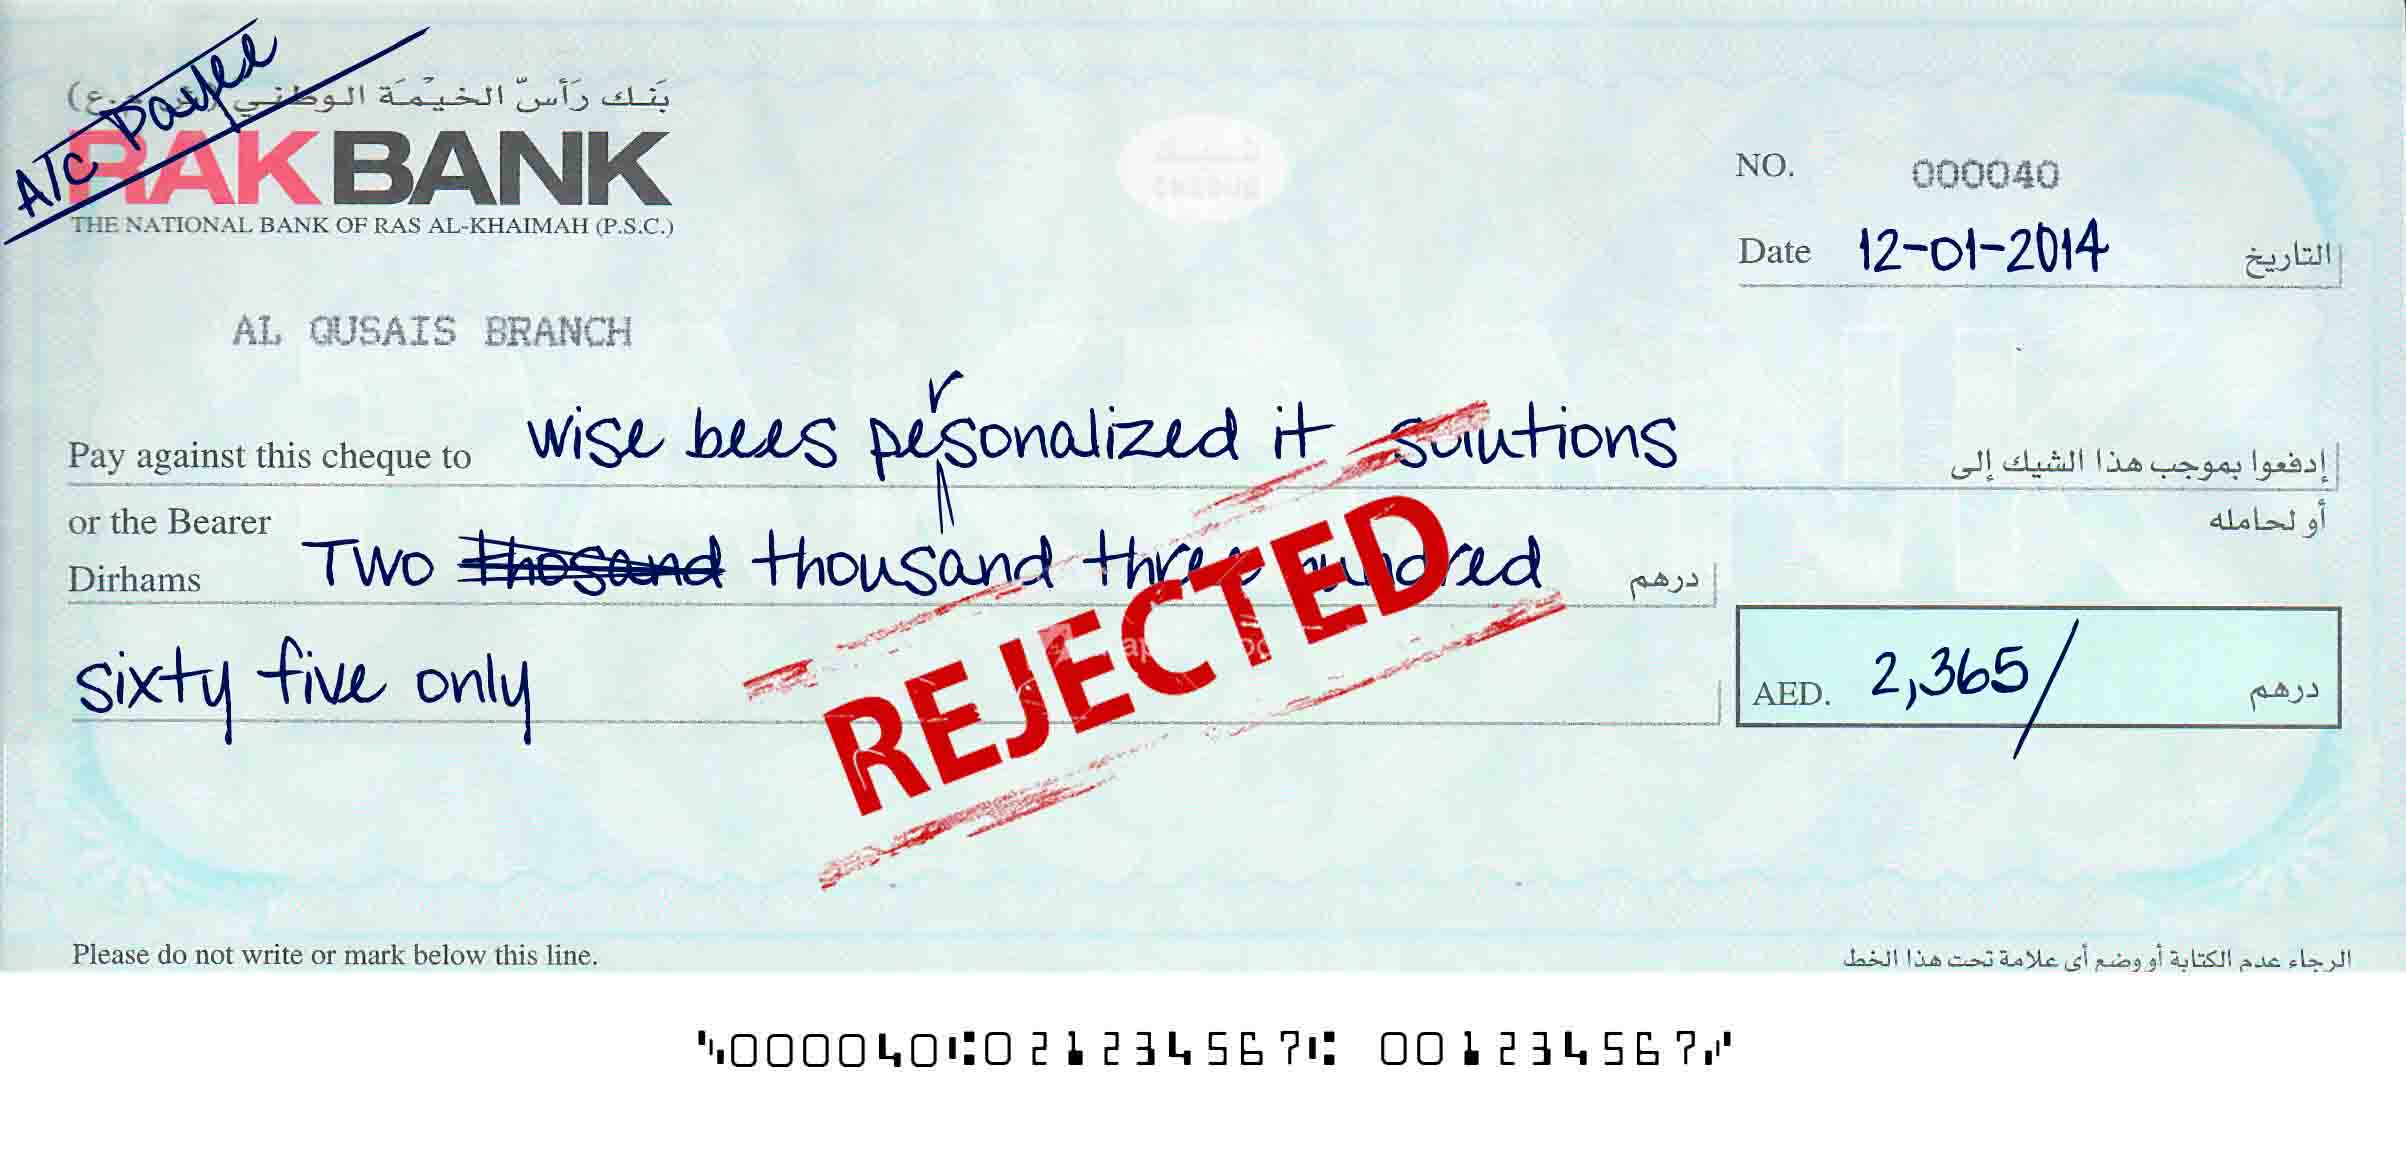 A/c Payee
بنك رأس الخيمة الوطني (ش.م.ع)
RAKBANK
THE NATIONAL BANK OF RAS AL-KHAIMAH (P.S.C.)
NO. 000040
Date 12-01-2014 التاريخ
AL QUSAIS BRANCH
Pay against this cheque to wise bees personalized it solutions إدفعوا بموجب هذا الشيك إلى
or the Bearer أو لحامله
Dirhams Two thosand thousand three hundred درهم
sixty five only
AED. 2,365/ درهم
REJECTED
Please do not write or mark below this line. الرجاء عدم الكتابة أو وضع أى علامة تحت هذا الخط
⑈000040⑆021234567⑆ 001234567⑈